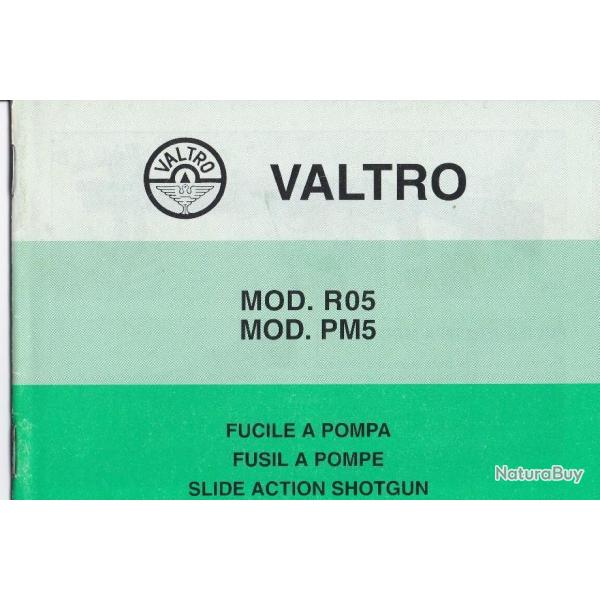 VALTRO
VALTRO
MOD. R05
MOD. PM5
FUCILE A POMPA
FUSIL A POMPE
SLIDE ACTION SHOTGUN
NaturaBuy